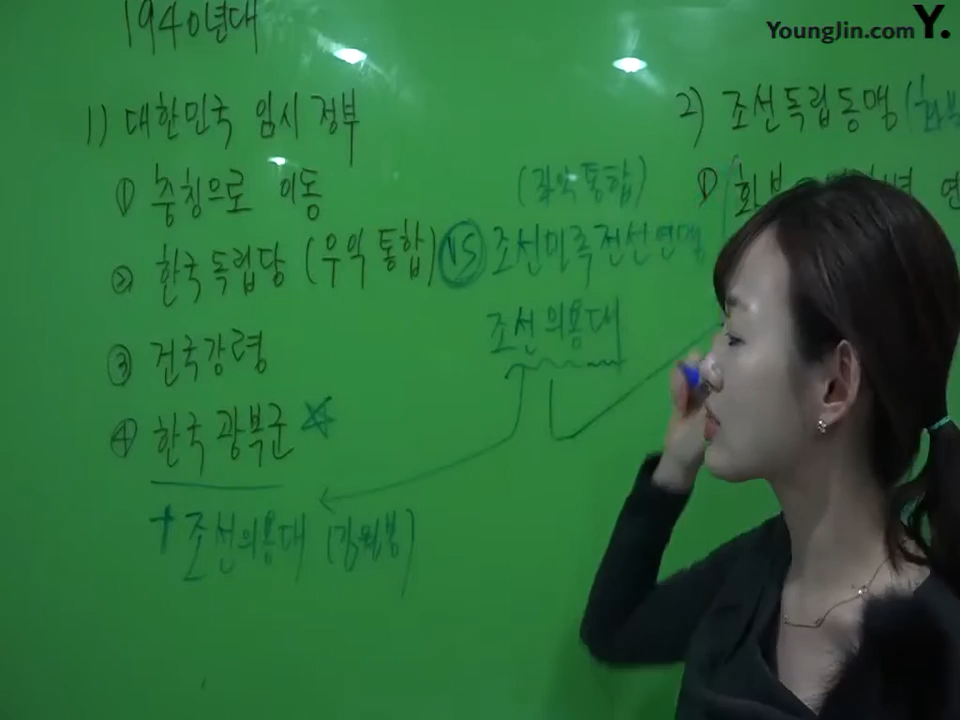 YoungJin.com Y.
1940년대
1) 대한민국 임시 정부
① 충칭으로 이동
② 한국독립당 (우익 통합)
③ 건국강령
④ 한국 광복군 ☆
+ 조선의용대 (김원봉)
(좌익 통합)
VS 조선민족전선연맹
조선의용대
2) 조선독립동맹 (화북
①